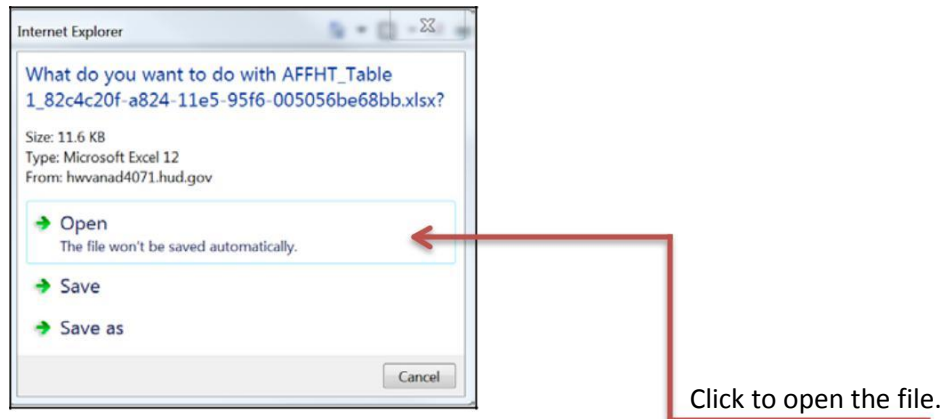 Internet Explorer
What do you want to do with AFFHT_Table
1_82c4c20f-a824-11e5-95f6-005056be68bb.xlsx?
Size: 11.6 KB
Type: Microsoft Excel 12
From: hwvanad4071.hud.gov
Open
The file won't be saved automatically.
Save
Save as
Cancel
Click to open the file.